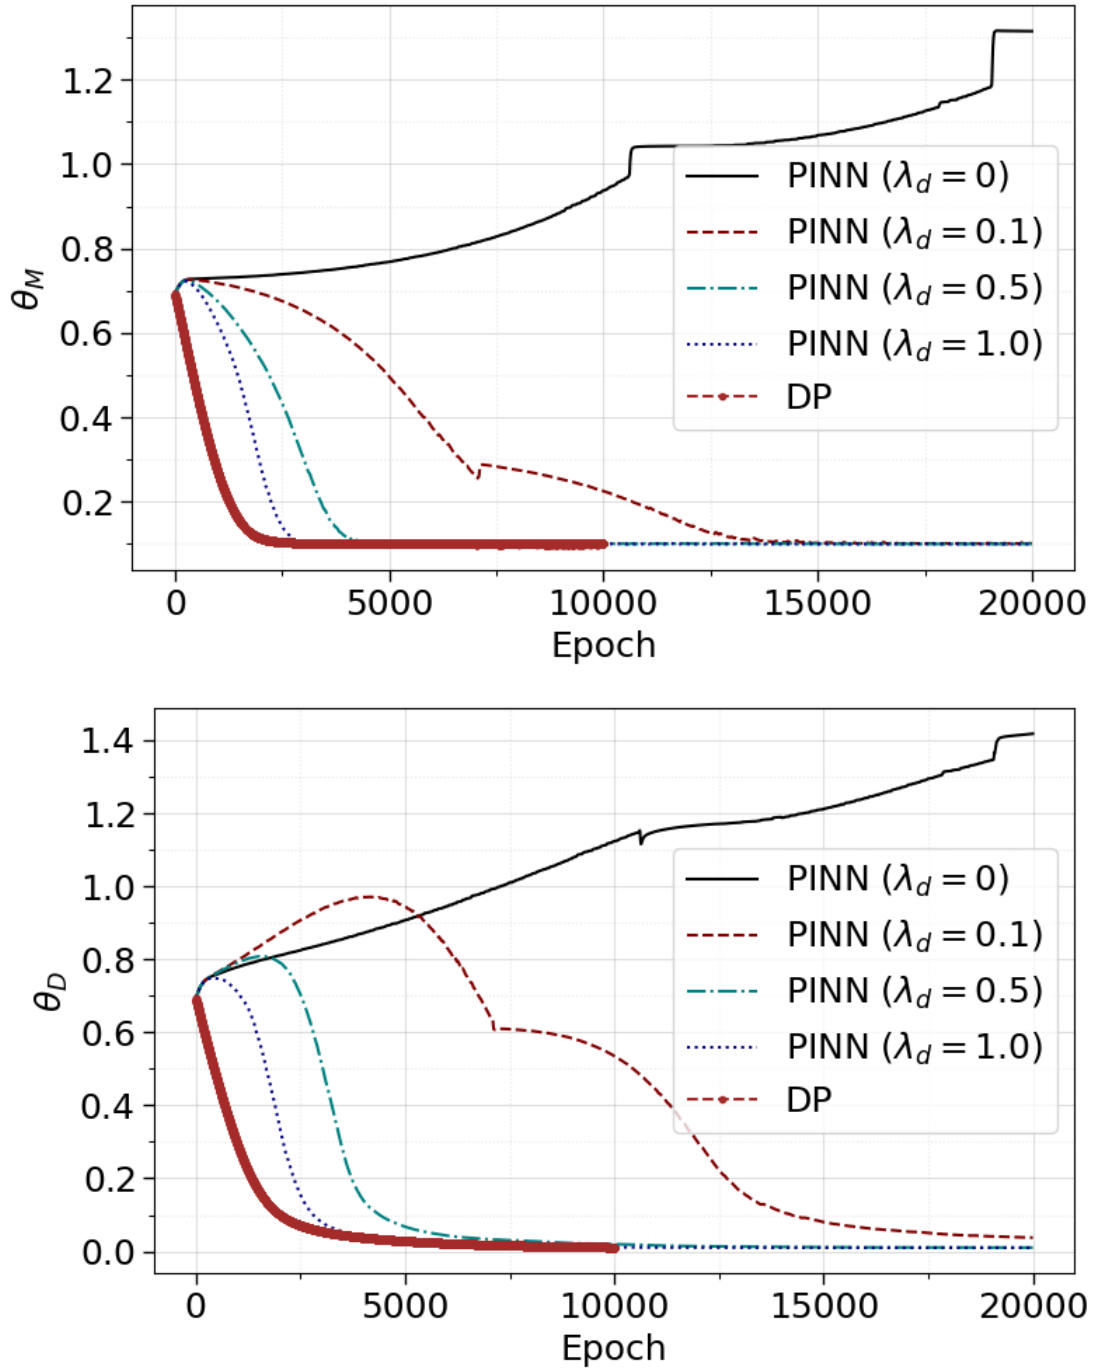 θ_M
1.2
1.0
0.8
0.6
0.4
0.2
PINN (λ_d = 0)
PINN (λ_d = 0.1)
PINN (λ_d = 0.5)
PINN (λ_d = 1.0)
DP
0 5000 10000 15000 20000
Epoch
θ_D
1.4
1.2
1.0
0.8
0.6
0.4
0.2
0.0
PINN (λ_d = 0)
PINN (λ_d = 0.1)
PINN (λ_d = 0.5)
PINN (λ_d = 1.0)
DP
0 5000 10000 15000 20000
Epoch